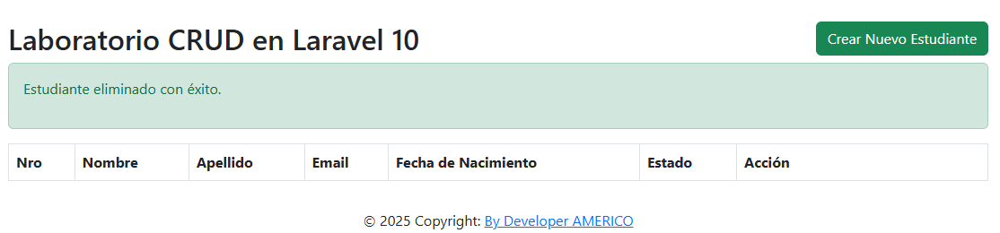 Laboratorio CRUD en Laravel 10
Crear Nuevo Estudiante
Estudiante eliminado con éxito.
Nro Nombre Apellido Email Fecha de Nacimiento Estado Acción
© 2025 Copyright: By Developer AMERICO